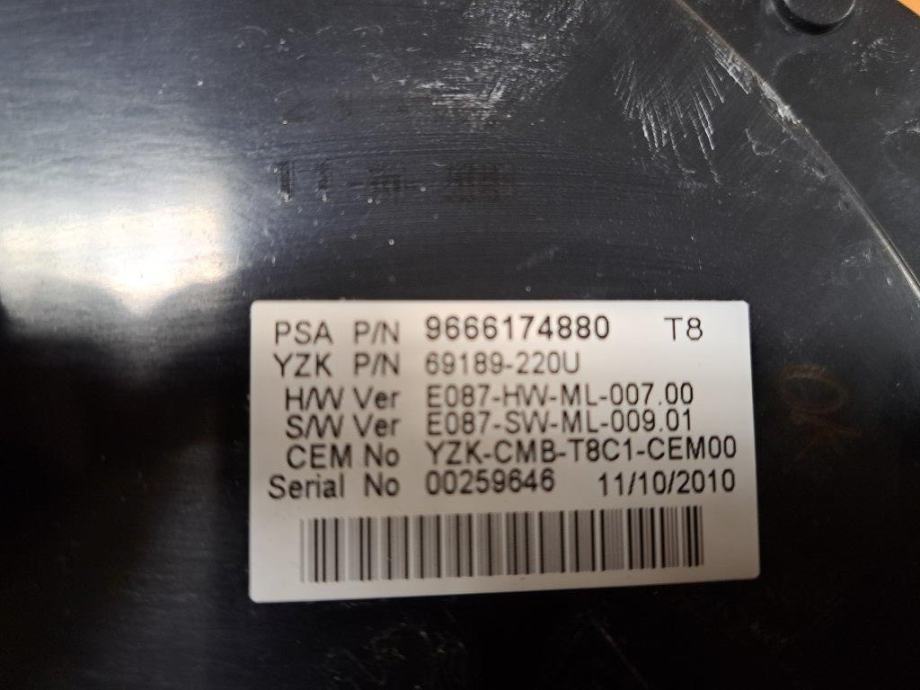 PSA P/N 9666174880 T8
YZK P/N 69189-220U
H/W Ver E087-HW-ML-007.00
S/W Ver E087-SW-ML-009.01
CEM No YZK-CMB-T8C1-CEM00
Serial No 00259646 11/10/2010
OK